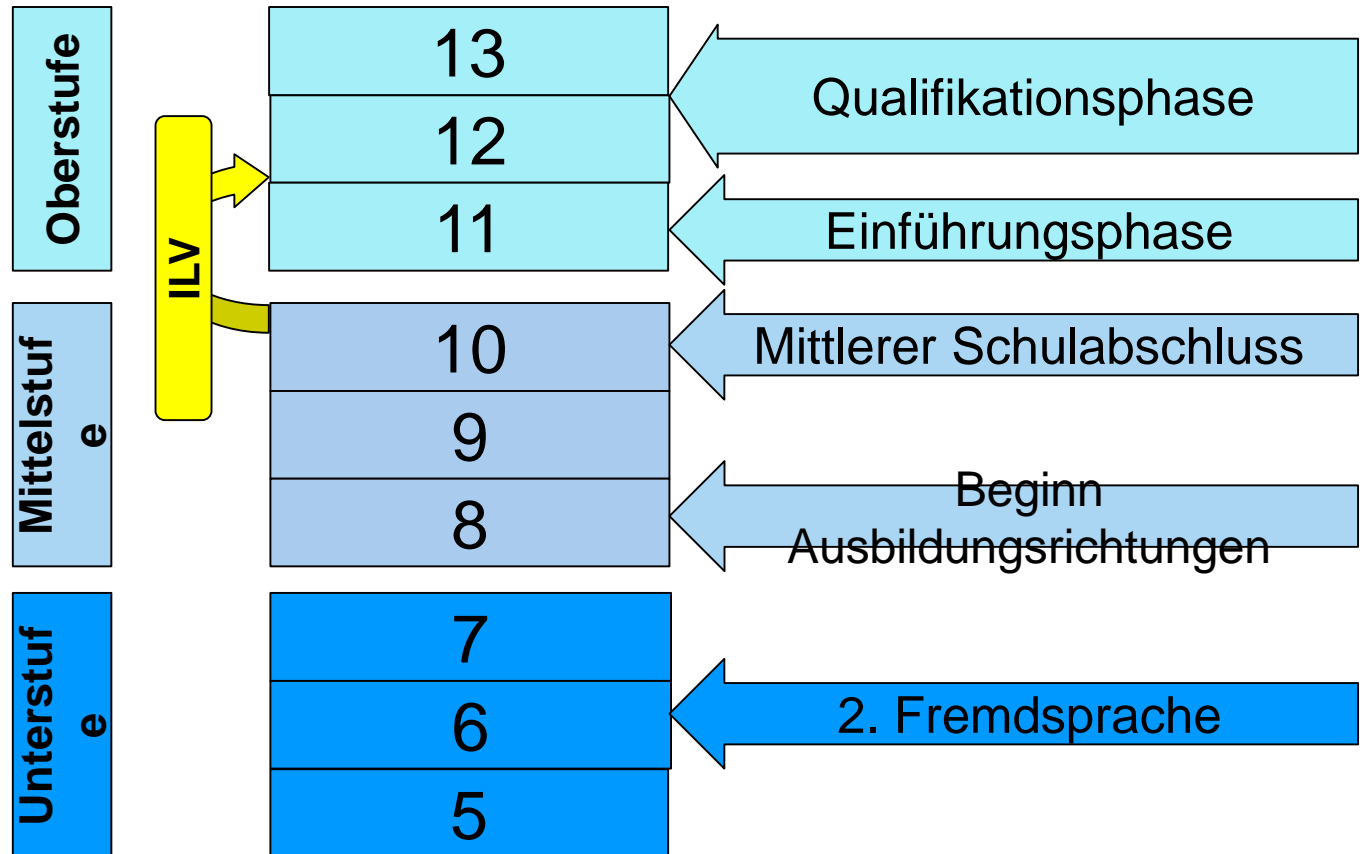 Oberstufe
13
Qualifikationsphase
12
11
Einführungsphase
ILV
Mittelstuf
e
10
Mittlerer Schulabschluss
9
8
Beginn
Ausbildungsrichtungen
Unterstuf
e
7
6
2. Fremdsprache
5